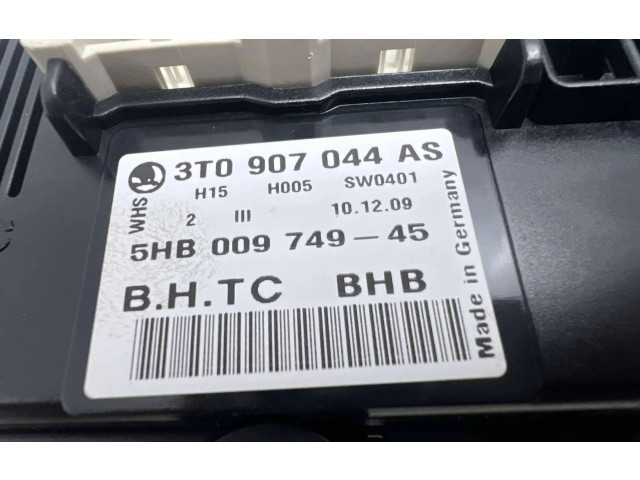 3T0 907 044 AS
H15 H005 SW0401
WHS
2 III 10.12.09
5HB 009 749-45
B.H.TC BHB
Made in Germany